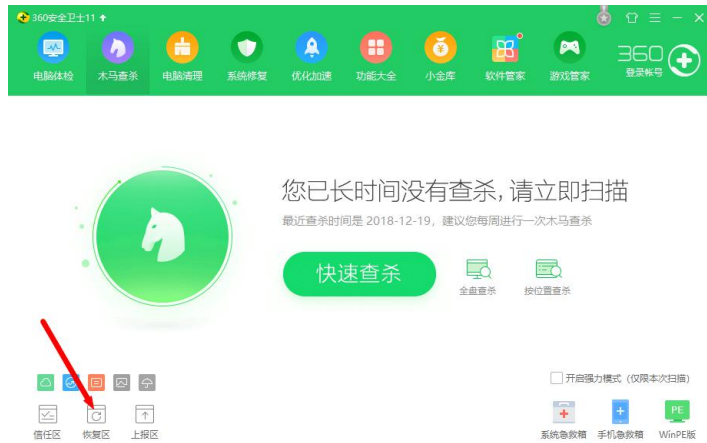 360安全卫士11
电脑体检
木马查杀
电脑清理
系统修复
优化加速
功能大全
小金库
软件管家
游戏管家
360
登录帐号
您已长时间没有查杀,请立即扫描
最近查杀时间是 2018-12-19，建议您每周进行一次木马查杀
快速查杀
全盘查杀
按位置查杀
开启强力模式（仅限本次扫描）
信任区
恢复区
上报区
PE
系统急救箱
手机急救箱
WinPE版